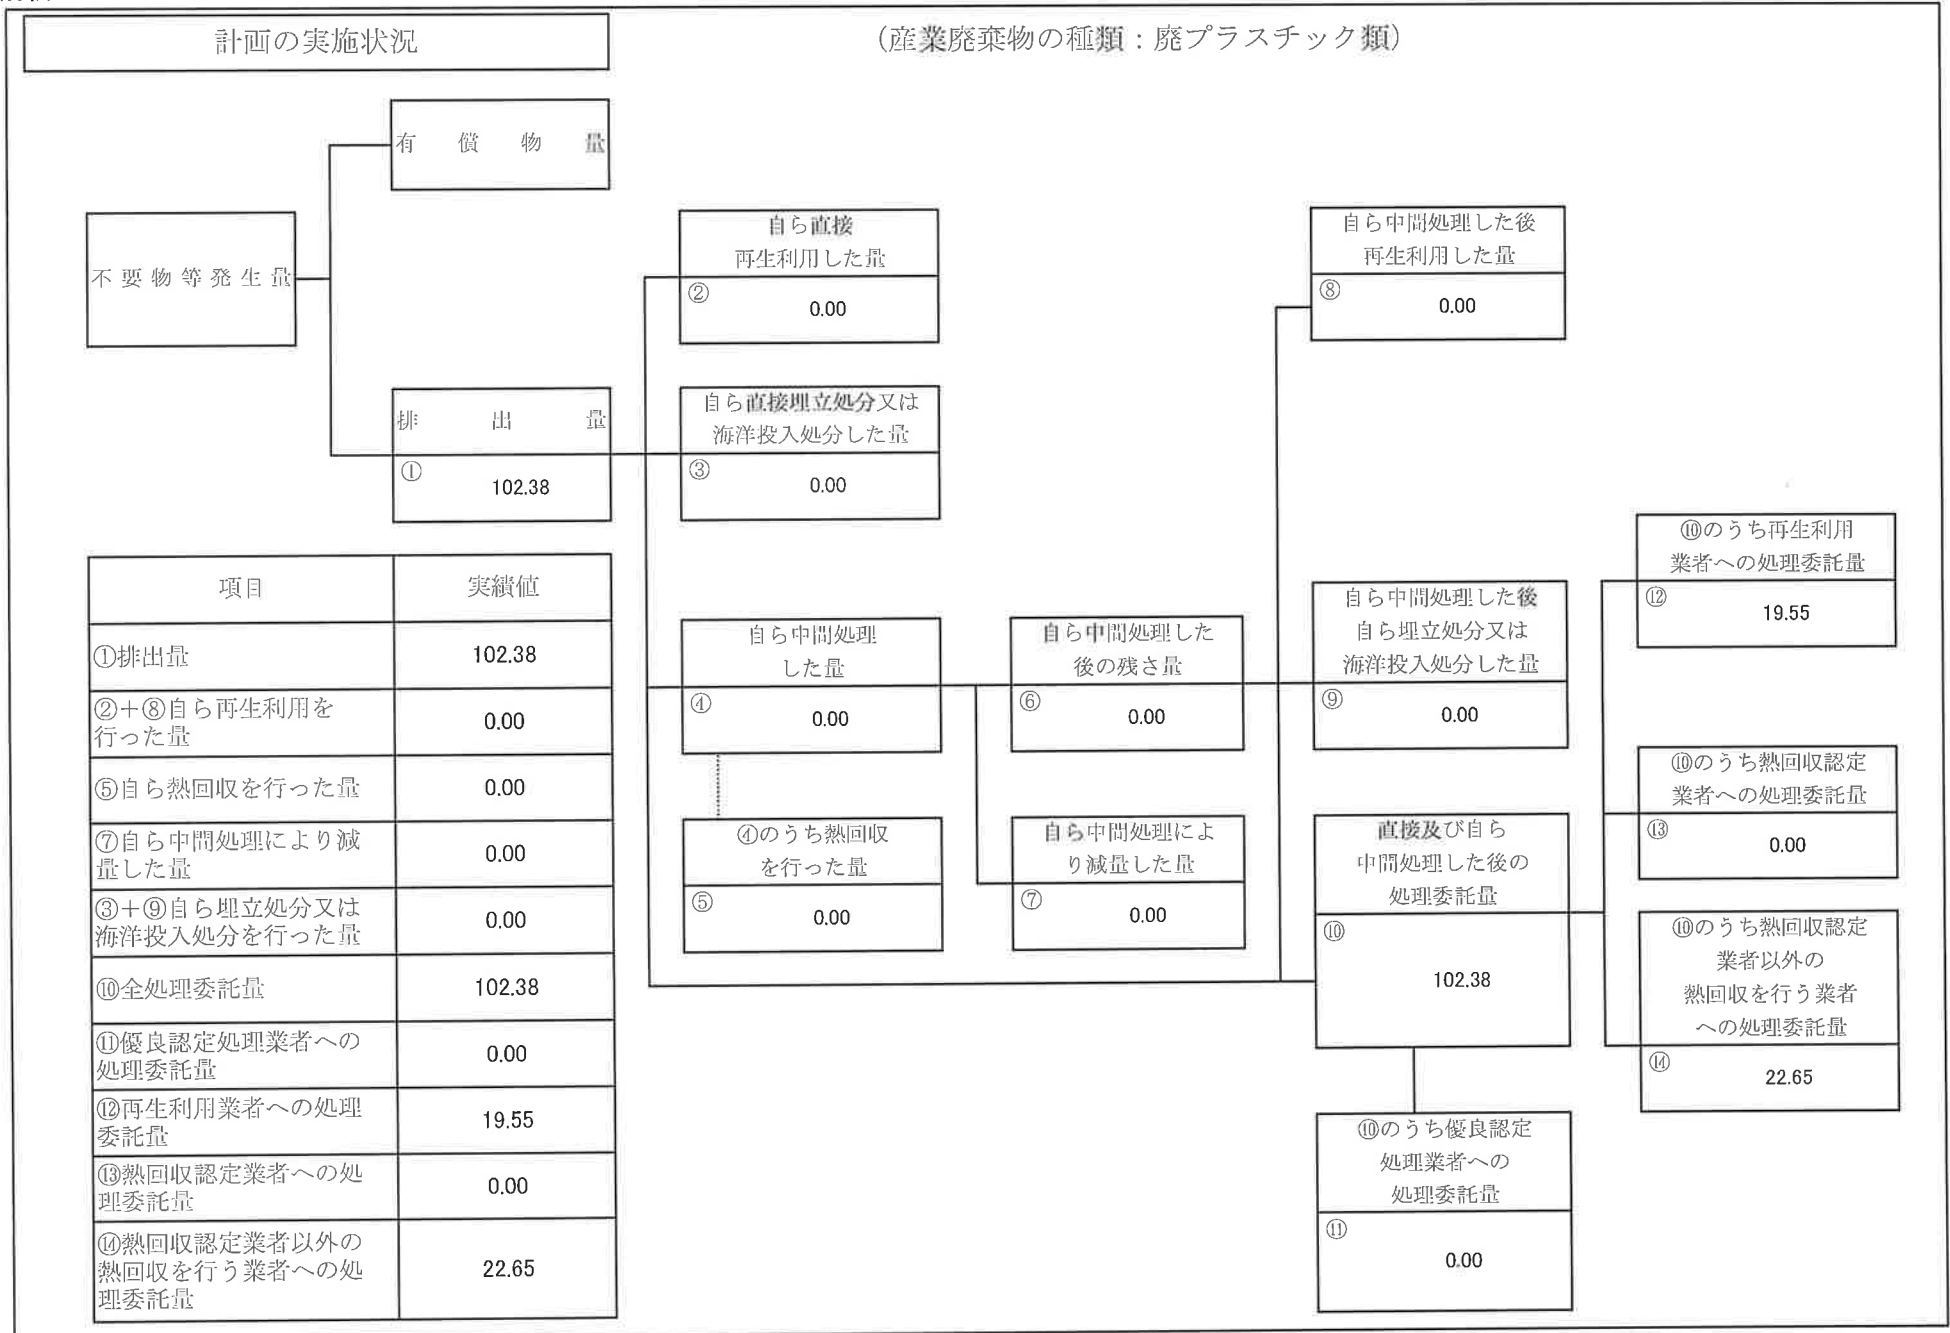 計画の実施状況
（産業廃棄物の種類：廃プラスチック類）
有償物量
不要物等発生量
排出量
①
102.38
自ら直接
再生利用した量
②
0.00
自ら直接埋立処分又は
海洋投入処分した量
③
0.00
自ら中間処理
した量
④
0.00
④のうち熱回収
を行った量
⑤
0.00
自ら中間処理した
後の残さ量
⑥
0.00
自ら中間処理によ
り減量した量
⑦
0.00
自ら中間処理した後
再生利用した量
⑧
0.00
自ら中間処理した後
自ら埋立処分又は
海洋投入処分した量
⑨
0.00
直接及び自ら
中間処理した後の
処理委託量
⑩
102.38
⑩のうち優良認定
処理業者への
処理委託量
⑪
0.00
⑩のうち再生利用
業者への処理委託量
⑫
19.55
⑩のうち熱回収認定
業者への処理委託量
⑬
0.00
⑩のうち熱回収認定
業者以外の
熱回収を行う業者
への処理委託量
⑭
22.65
項目 実績値
①排出量 102.38
②＋⑧自ら再生利用を
行った量 0.00
⑤自ら熱回収を行った量 0.00
⑦自ら中間処理により減
量した量 0.00
③＋⑨自ら埋立処分又は
海洋投入処分を行った量 0.00
⑩全処理委託量 102.38
⑪優良認定処理業者への
処理委託量 0.00
⑫再生利用業者への処理
委託量 19.55
⑬熱回収認定業者への処
理委託量 0.00
⑭熱回収認定業者以外の
熱回収を行う業者への処
理委託量 22.65